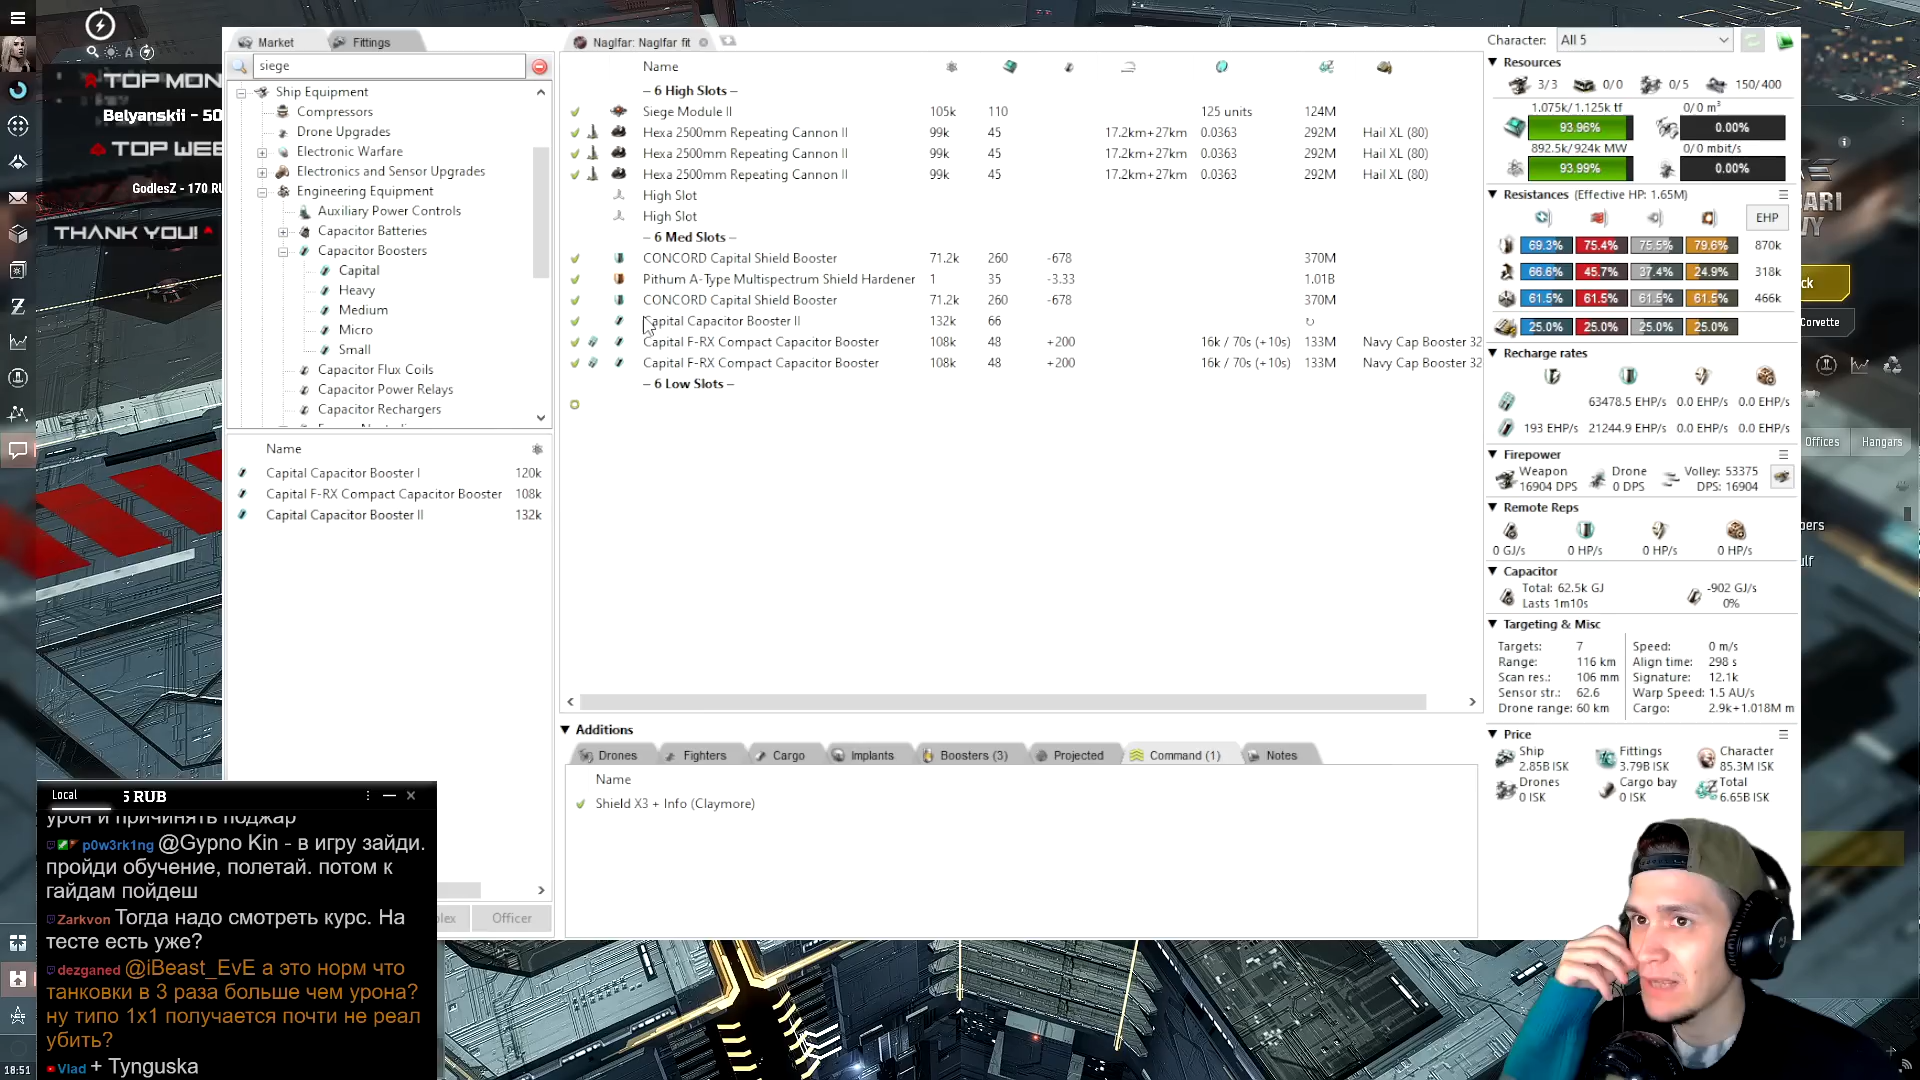 Market
Fittings
siege
Ship Equipment
Compressors
Drone Upgrades
Electronic Warfare
Electronics and Sensor Upgrades
Engineering Equipment
Auxiliary Power Controls
Capacitor Batteries
Capacitor Boosters
Capital
Heavy
Medium
Micro
Small
Capacitor Flux Coils
Capacitor Power Relays
Capacitor Rechargers
Name
Capital Capacitor Booster I 120k
Capital F-RX Compact Capacitor Booster 108k
Capital Capacitor Booster II 132k
Officer
TOP MON
Belyanskii - 50
TOP WEE
GodlesZ - 170 RU
THANK YOU!
Naglfar: Naglfar fit
Name
– 6 High Slots –
Siege Module II 105k 110 125 units 124M
Hexa 2500mm Repeating Cannon II 99k 45 17.2km+27km 0.0363 292M Hail XL (80)
Hexa 2500mm Repeating Cannon II 99k 45 17.2km+27km 0.0363 292M Hail XL (80)
Hexa 2500mm Repeating Cannon II 99k 45 17.2km+27km 0.0363 292M Hail XL (80)
High Slot
High Slot
– 6 Med Slots –
CONCORD Capital Shield Booster 71.2k 260 -678 370M
Pithum A-Type Multispectrum Shield Hardener 1 35 -3.33 1.01B
CONCORD Capital Shield Booster 71.2k 260 -678 370M
Capital Capacitor Booster II 132k 66
Capital F-RX Compact Capacitor Booster 108k 48 +200 16k / 70s (+10s) 133M Navy Cap Booster 32
Capital F-RX Compact Capacitor Booster 108k 48 +200 16k / 70s (+10s) 133M Navy Cap Booster 32
– 6 Low Slots –
Additions
Drones Fighters Cargo Implants Boosters (3) Projected Command (1) Notes
Name
Shield X3 + Info (Claymore)
Character: All 5
Resources
3/3 0/0 0/5 150/400
1.075k/ 1.125k tf 0/0 m³
93.96% 0.00%
892.5k/ 924k MW 0/0 mbit/s
93.99% 0.00%
Resistances (Effective HP: 1.65M)
EHP
69.3% 75.4% 75.5% 79.6% 870k
66.6% 45.7% 37.4% 24.9% 318k
61.5% 61.5% 61.5% 61.5% 466k
25.0% 25.0% 25.0% 25.0%
Recharge rates
63478.5 EHP/s 0.0 EHP/s 0.0 EHP/s
193 EHP/s 21244.9 EHP/s 0.0 EHP/s 0.0 EHP/s
Firepower
Weapon Drone Volley: 53375
16904 DPS 0 DPS DPS: 16904
Remote Reps
0 GJ/s 0 HP/s 0 HP/s 0 HP/s
Capacitor
Total: 62.5k GJ -902 GJ/s
Lasts 1m10s 0%
Targeting & Misc
Targets: 7 Speed: 0 m/s
Range: 116 km Align time: 298 s
Scan res.: 106 mm Signature: 12.1k
Sensor str.: 62.6 Warp Speed: 1.5 AU/s
Drone range: 60 km Cargo: 2.9k+1.018M m
Price
Ship Fittings Character
2.85B ISK 3.79B ISK 85.3M ISK
Drones Cargo bay Total
0 ISK 0 ISK 6.65B ISK
ARI
ck
Corvette
Offices Hangars
Local 5 RUB
урон и причинять поджар
p0w3rk1ng @Gypno Kin - в игру зайди.
пройди обучение, полетай. потом к
гайдам пойдеш
Zarkvon Тогда надо смотреть курс. На
тесте есть уже?
dezganed @iBeast_EvE а это норм что
танковки в 3 раза больше чем урона?
ну типо 1х1 получается почти не реал
убить?
Vlad + Tynguska
18:51